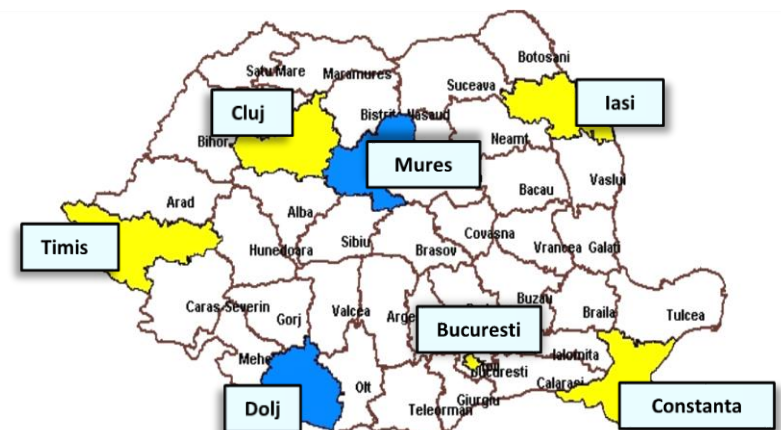 Botosani
Satu Mare
Maramures
Suceava
Iasi
Cluj
Bistrita-Nasaud
Bihor
Neamt
Mures
Vaslui
Bacau
Arad
Alba
Covasna
Timis
Sibiu
Hunedoara
Brasov
Vrancea
Galati
Caras-Severin
Valcea
Buzau
Gorj
Braila
Tulcea
Bucuresti
Ialomita
Bucuresti
Olt
Calarasi
Giurgiu
Dolj
Teleorman
Constanta